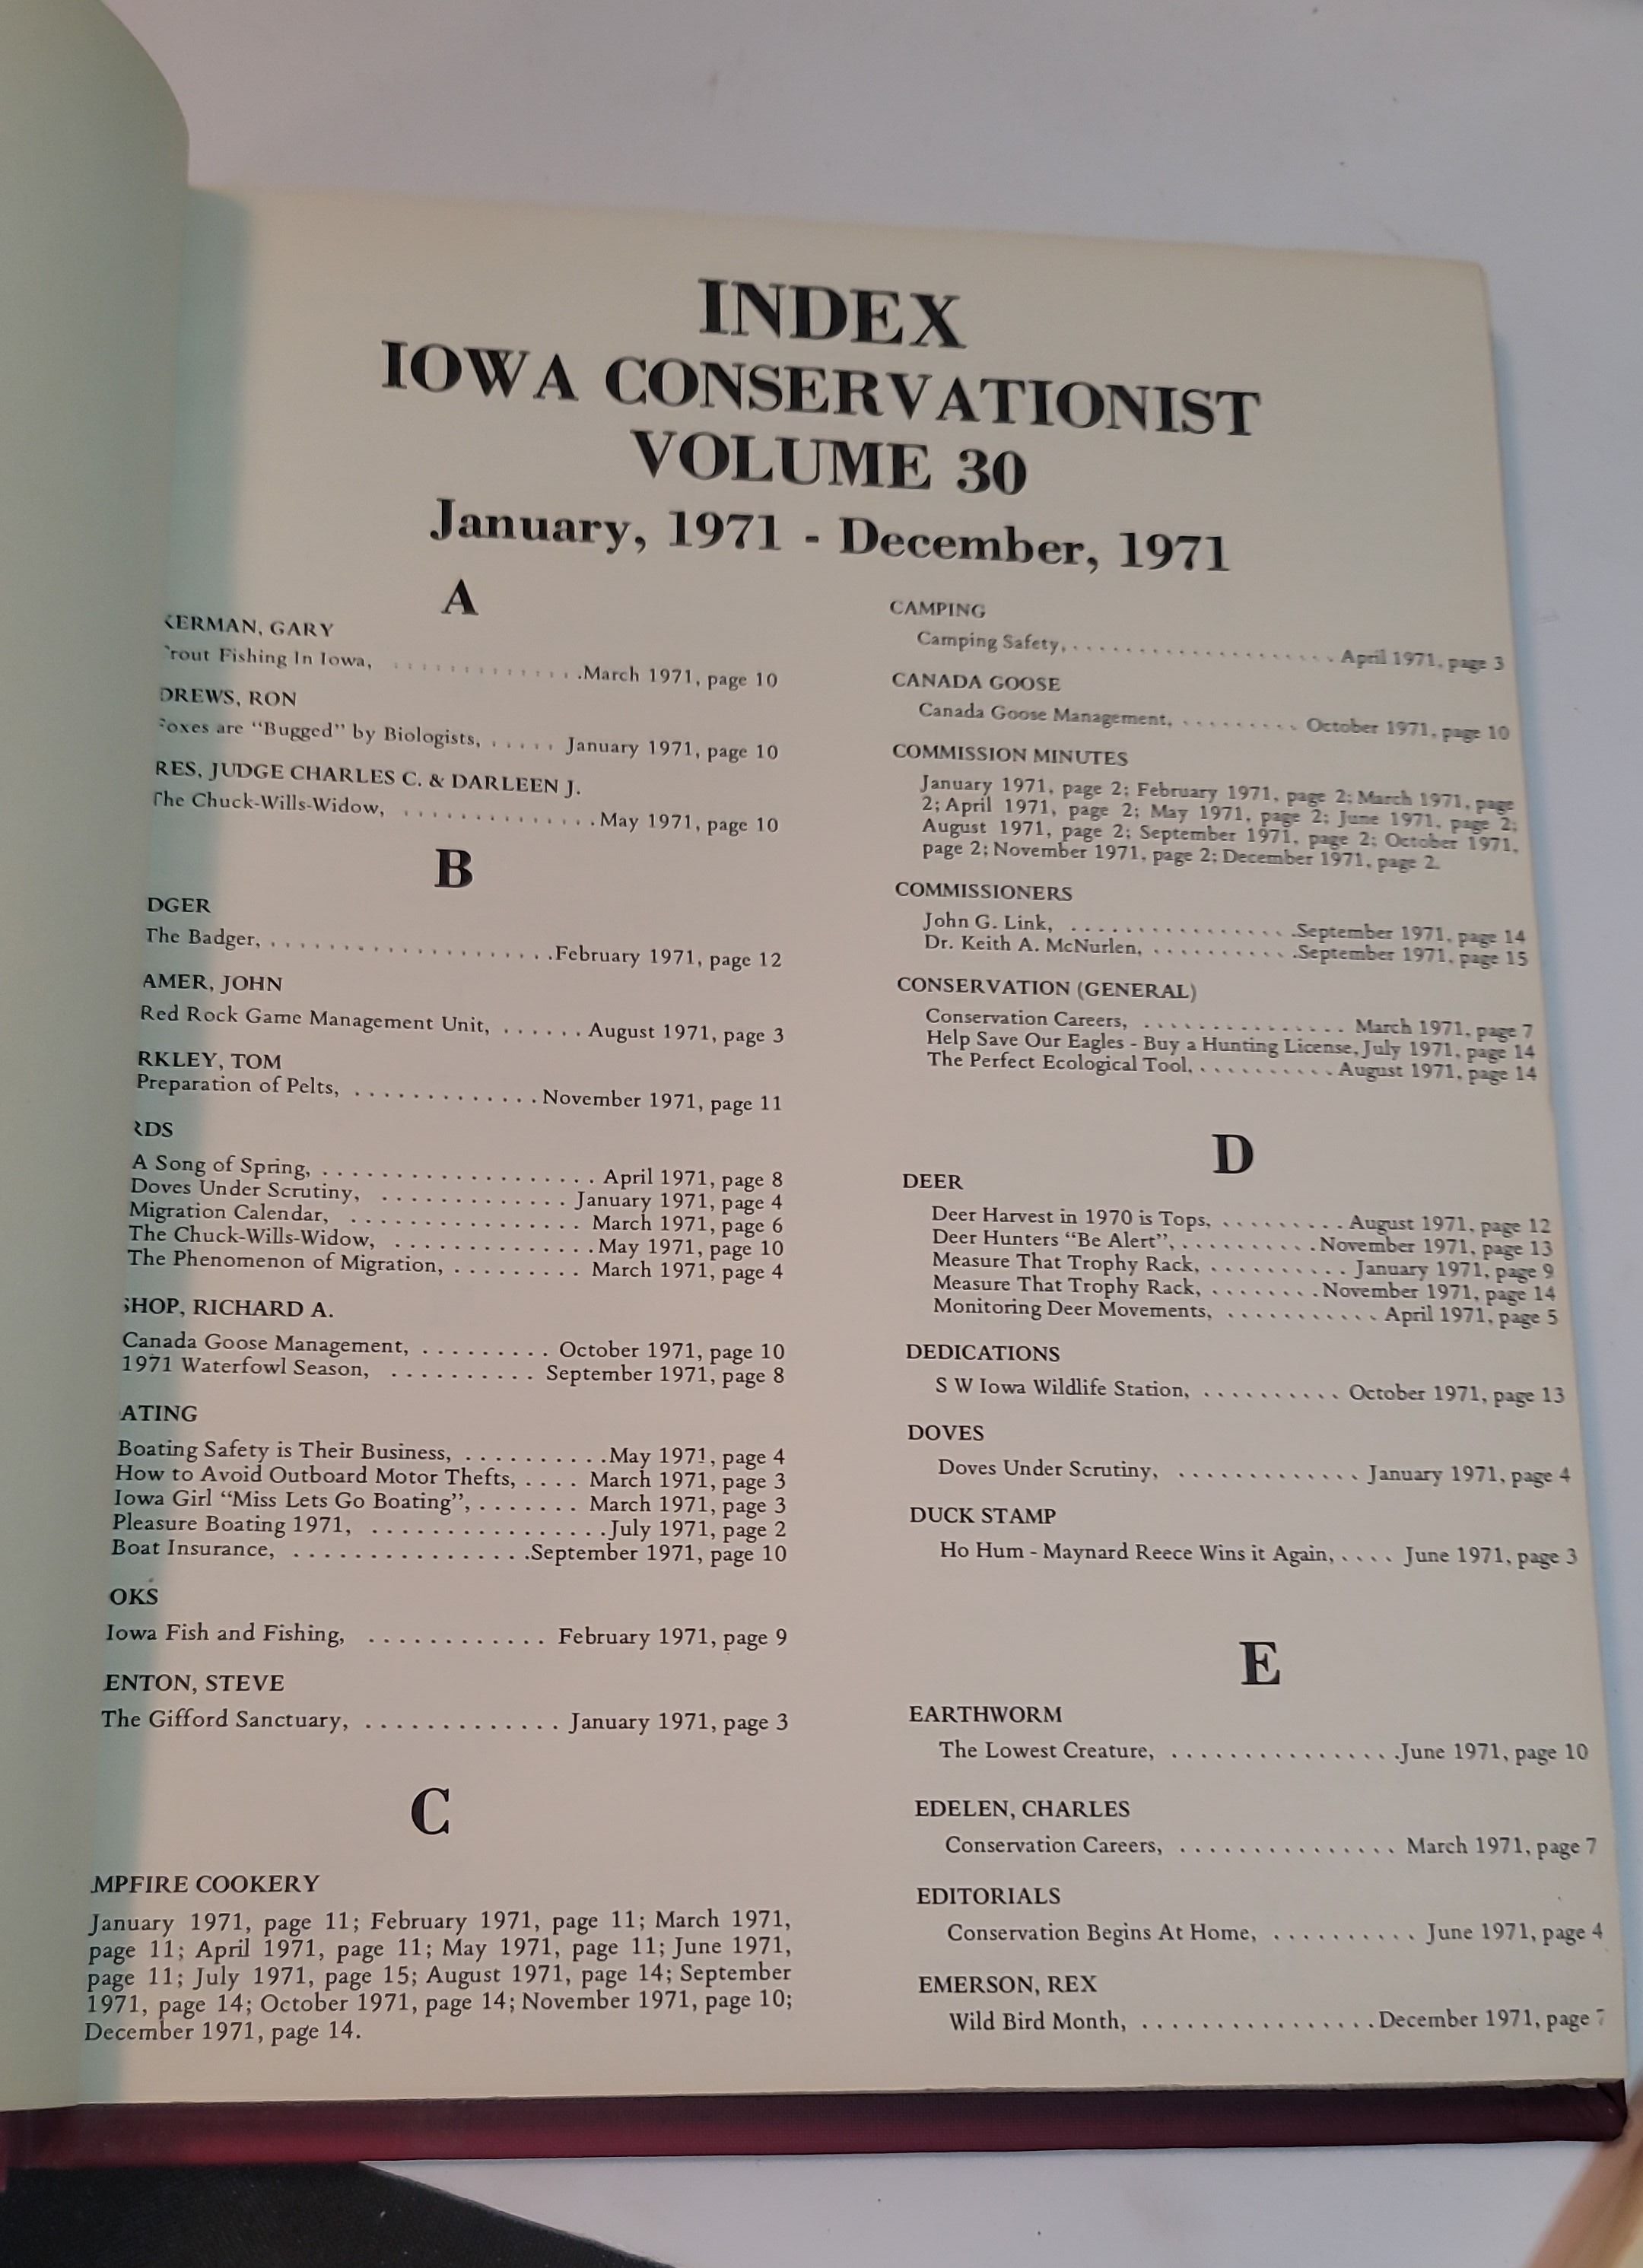 INDEX
IOWA CONSERVATIONIST
VOLUME 30
January, 1971 - December, 1971
A
KERMAN, GARY
rout Fishing In Iowa, . . . . . . . . . . . . . .March 1971, page 10
DREWS, RON
Foxes are "Bugged" by Biologists, . . . . . January 1971, page 10
RES, JUDGE CHARLES C. & DARLEEN J.
The Chuck-Wills-Widow, . . . . . . . . . . . . . .May 1971, page 10
B
DGER
The Badger, . . . . . . . . . . . . . . . . . . . .February 1971, page 12
AMER, JOHN
Red Rock Game Management Unit, . . . . . . August 1971, page 3
RKLEY, TOM
Preparation of Pelts, . . . . . . . . . . . . . November 1971, page 11
RDS
A Song of Spring, . . . . . . . . . . . . . . . . . . . April 1971, page 8
Doves Under Scrutiny, . . . . . . . . . . . . . January 1971, page 4
Migration Calendar, . . . . . . . . . . . . . . . . March 1971, page 6
The Chuck-Wills-Widow, . . . . . . . . . . . . . .May 1971, page 10
The Phenomenon of Migration, . . . . . . . . . March 1971, page 4
SHOP, RICHARD A.
Canada Goose Management, . . . . . . . . . October 1971, page 10
1971 Waterfowl Season, . . . . . . . . . . September 1971, page 8
ATING
Boating Safety is Their Business, . . . . . . . . . .May 1971, page 4
How to Avoid Outboard Motor Thefts, . . . . March 1971, page 3
Iowa Girl "Miss Lets Go Boating", . . . . . . . March 1971, page 3
Pleasure Boating 1971, . . . . . . . . . . . . . . . .July 1971, page 2
Boat Insurance, . . . . . . . . . . . . . . . . .September 1971, page 10
OKS
Iowa Fish and Fishing, . . . . . . . . . . . . February 1971, page 9
ENTON, STEVE
The Gifford Sanctuary, . . . . . . . . . . . . . January 1971, page 3
C
MPFIRE COOKERY
January 1971, page 11; February 1971, page 11; March 1971,
page 11; April 1971, page 11; May 1971, page 11; June 1971,
page 11; July 1971, page 15; August 1971, page 14; September
1971, page 14; October 1971, page 14; November 1971, page 10;
December 1971, page 14.
CAMPING
Camping Safety, . . . . . . . . . . . . . . . . . . . April 1971, page 3
CANADA GOOSE
Canada Goose Management, . . . . . . . . . October 1971, page 10
COMMISSION MINUTES
January 1971, page 2; February 1971, page 2; March 1971, page
2; April 1971, page 2; May 1971, page 2; June 1971, page 2;
August 1971, page 2; September 1971, page 2; October 1971,
page 2; November 1971, page 2; December 1971, page 2.
COMMISSIONERS
John G. Link, . . . . . . . . . . . . . . . .September 1971, page 14
Dr. Keith A. McNurlen, . . . . . . . . . . .September 1971, page 15
CONSERVATION (GENERAL)
Conservation Careers, . . . . . . . . . . . . . . March 1971, page 7
Help Save Our Eagles - Buy a Hunting License, July 1971, page 14
The Perfect Ecological Tool, . . . . . . . . . . August 1971, page 14
D
DEER
Deer Harvest in 1970 is Tops, . . . . . . . . . August 1971, page 12
Deer Hunters "Be Alert", . . . . . . . . . . .November 1971, page 13
Measure That Trophy Rack, . . . . . . . . . . January 1971, page 9
Measure That Trophy Rack, . . . . . . . .November 1971, page 14
Monitoring Deer Movements, . . . . . . . . . . . April 1971, page 5
DEDICATIONS
S W Iowa Wildlife Station, . . . . . . . . . . October 1971, page 13
DOVES
Doves Under Scrutiny, . . . . . . . . . . . . . January 1971, page 4
DUCK STAMP
Ho Hum - Maynard Reece Wins it Again, . . . . June 1971, page 3
E
EARTHWORM
The Lowest Creature, . . . . . . . . . . . . . . . .June 1971, page 10
EDELEN, CHARLES
Conservation Careers, . . . . . . . . . . . . . . . March 1971, page 7
EDITORIALS
Conservation Begins At Home, . . . . . . . . . . June 1971, page 4
EMERSON, REX
Wild Bird Month, . . . . . . . . . . . . . . . .December 1971, page 7